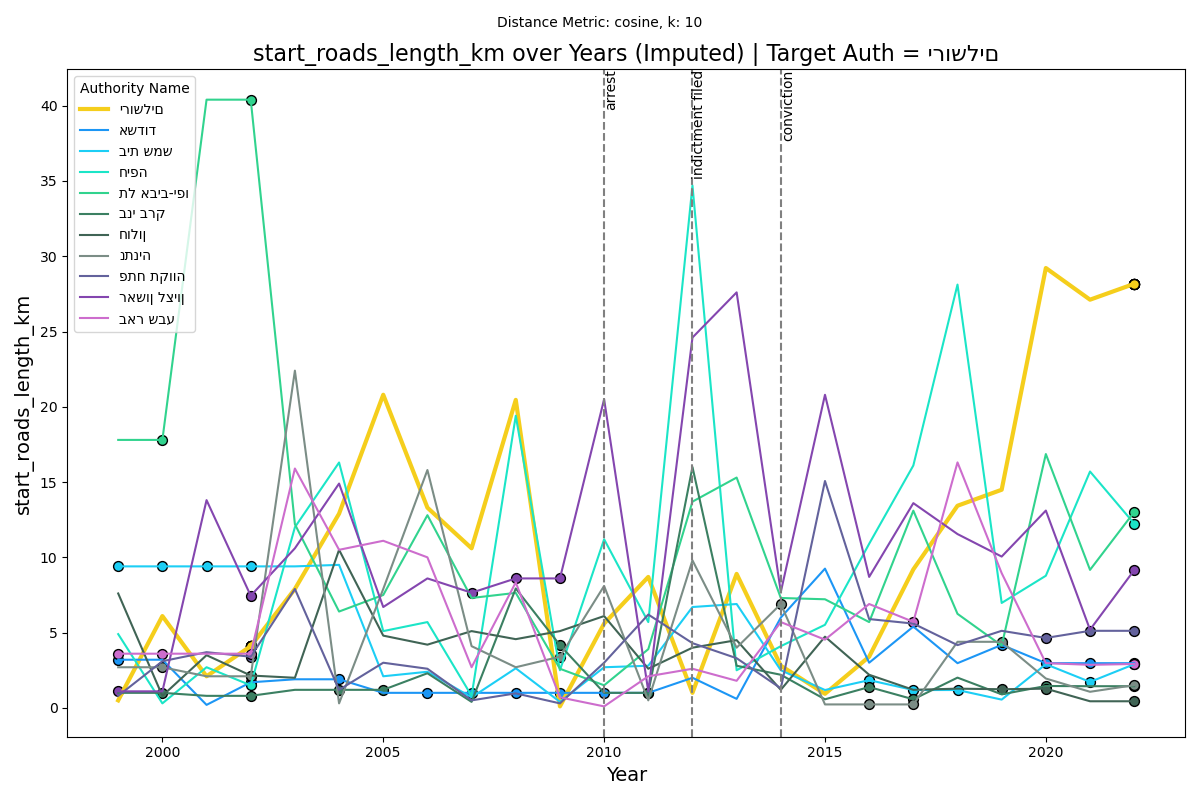 Distance Metric: cosine, k: 10
start_roads_length_km over Years (Imputed) | Target Auth = ירושלים
Authority Name
ירושלים
אשדוד
בית שמש
חיפה
תל אביב-יפו
בני ברק
חולון
נתניה
פתח תקווה
ראשון לציון
באר שבע
arrest
indictment filed
conviction
start_roads_length_km
40
35
30
25
20
15
10
5
0
2000
2005
2010
2015
2020
Year